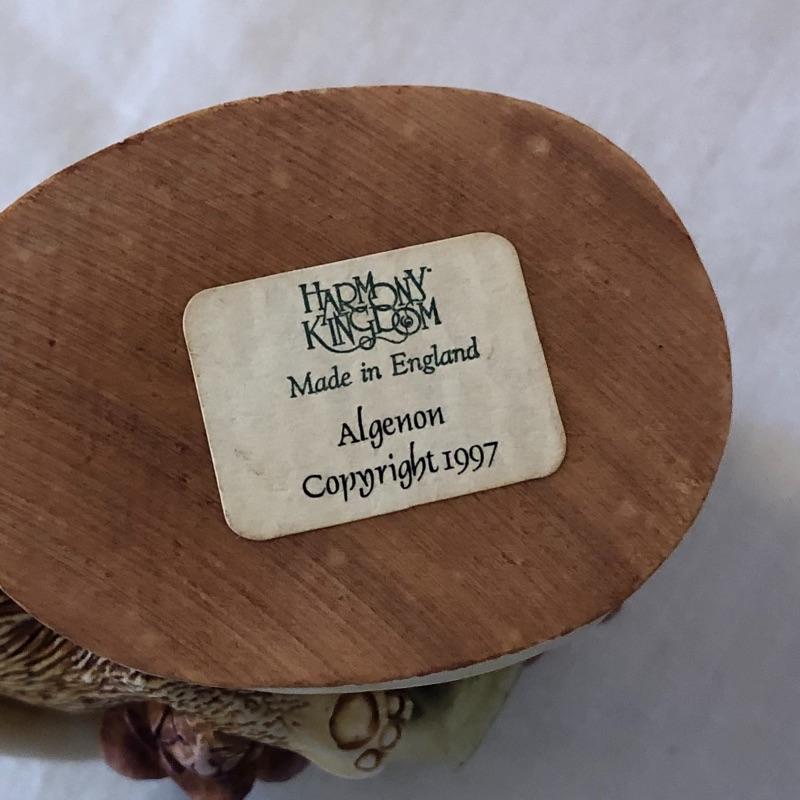 HARMONY
KINGDOM
Made in England
Algenon
Copyright 1997